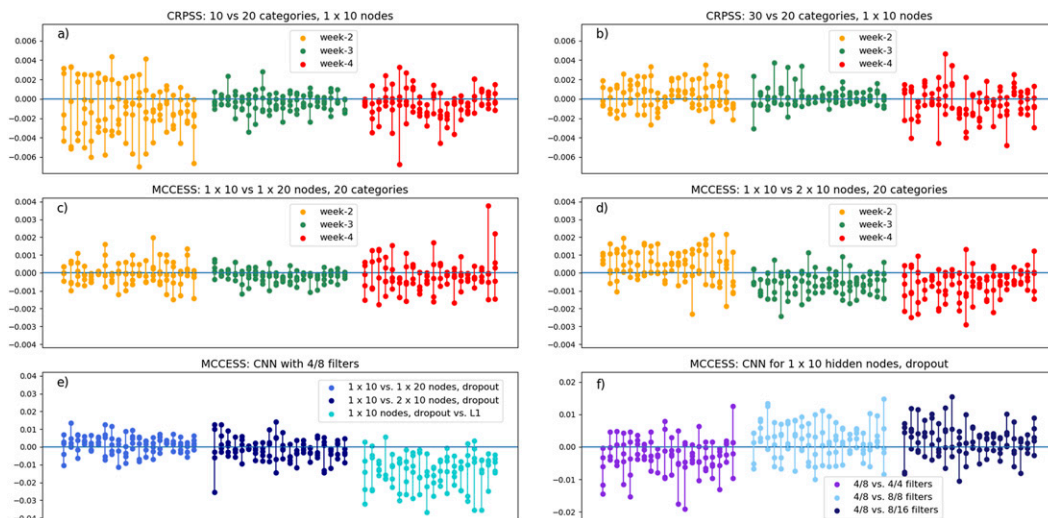 CRPSS: 10 vs 20 categories, 1 x 10 nodes
a)
week-2
week-3
week-4
0.006
0.004
0.002
0.000
−0.002
−0.004
−0.006
CRPSS: 30 vs 20 categories, 1 x 10 nodes
b)
week-2
week-3
week-4
0.006
0.004
0.002
0.000
−0.002
−0.004
−0.006
MCCESS: 1 x 10 vs 1 x 20 nodes, 20 categories
c)
week-2
week-3
week-4
0.004
0.003
0.002
0.001
0.000
−0.001
−0.002
−0.003
−0.004
MCCESS: 1 x 10 vs 2 x 10 nodes, 20 categories
d)
week-2
week-3
week-4
0.004
0.003
0.002
0.001
0.000
−0.001
−0.002
−0.003
−0.004
MCCESS: CNN with 4/8 filters
e)
1 x 10 vs. 1 x 20 nodes, dropout
1 x 10 vs. 2 x 10 nodes, dropout
1 x 10 nodes, dropout vs. L1
0.04
0.03
0.02
0.01
0.00
−0.01
−0.02
−0.03
−0.04
MCCESS: CNN for 1 x 10 hidden nodes, dropout
f)
4/8 vs. 4/4 filters
4/8 vs. 8/8 filters
4/8 vs. 8/16 filters
0.02
0.01
0.00
−0.01
−0.02